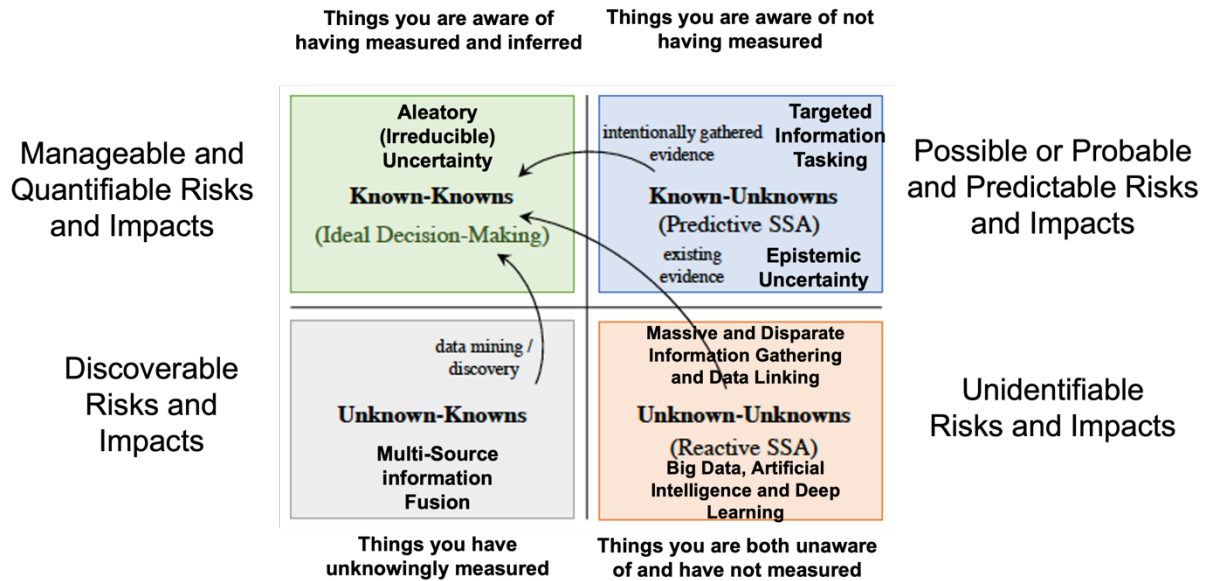 Things you are aware of
having measured and inferred
Things you are aware of not
having measured
Manageable and
Quantifiable Risks
and Impacts
Aleatory
(Irreducible)
Uncertainty
Known-Knowns
(Ideal Decision-Making)
intentionally gathered
evidence
Targeted
Information
Tasking
Known-Unknowns
(Predictive SSA)
existing
evidence
Epistemic
Uncertainty
Possible or Probable
and Predictable Risks
and Impacts
Discoverable
Risks and
Impacts
data mining /
discovery
Unknown-Knowns
Multi-Source
information
Fusion
Massive and Disparate
Information Gathering
and Data Linking
Unknown-Unknowns
(Reactive SSA)
Big Data, Artificial
Intelligence and Deep
Learning
Unidentifiable
Risks and Impacts
Things you have
unknowingly measured
Things you are both unaware
of and have not measured